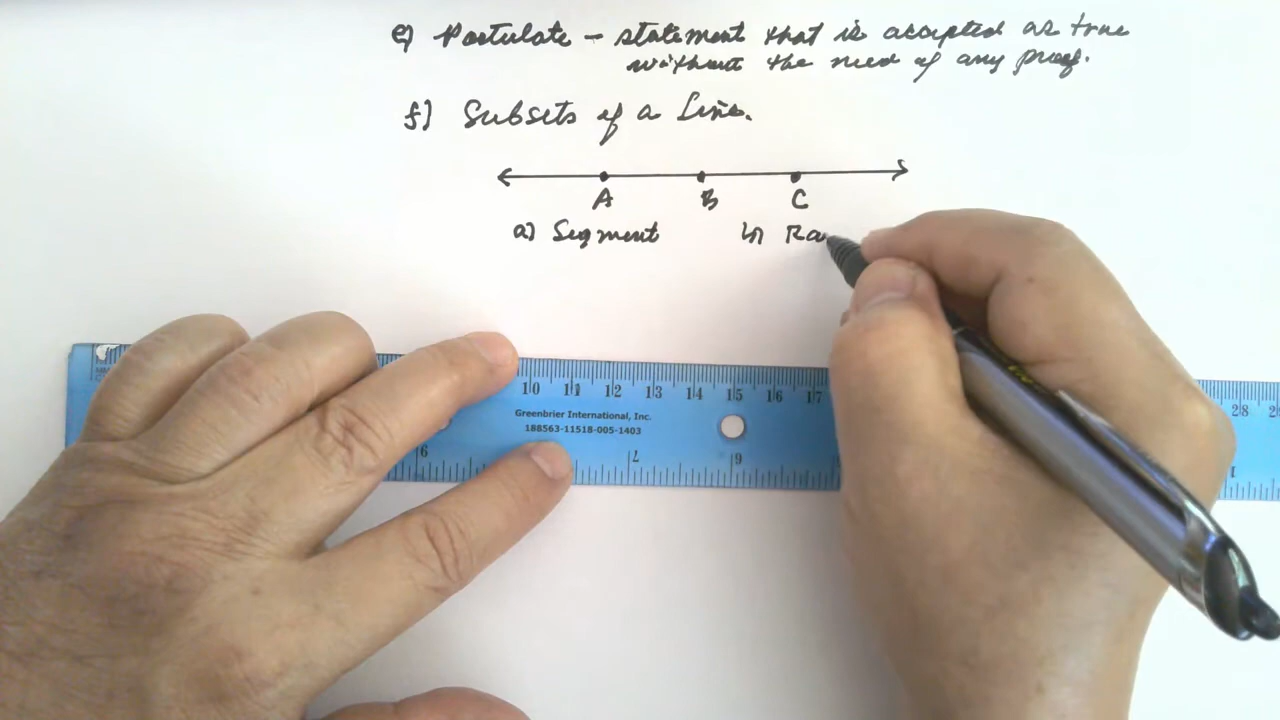 e) Postulate – statement that is accepted as true
without the need of any proof.
f) Subsets of a Line.
A B C
a) Segment b) Ra
10 11 12 13 14 15 16 17 28
Greenbrier International, Inc.
188563-11518-005-1403